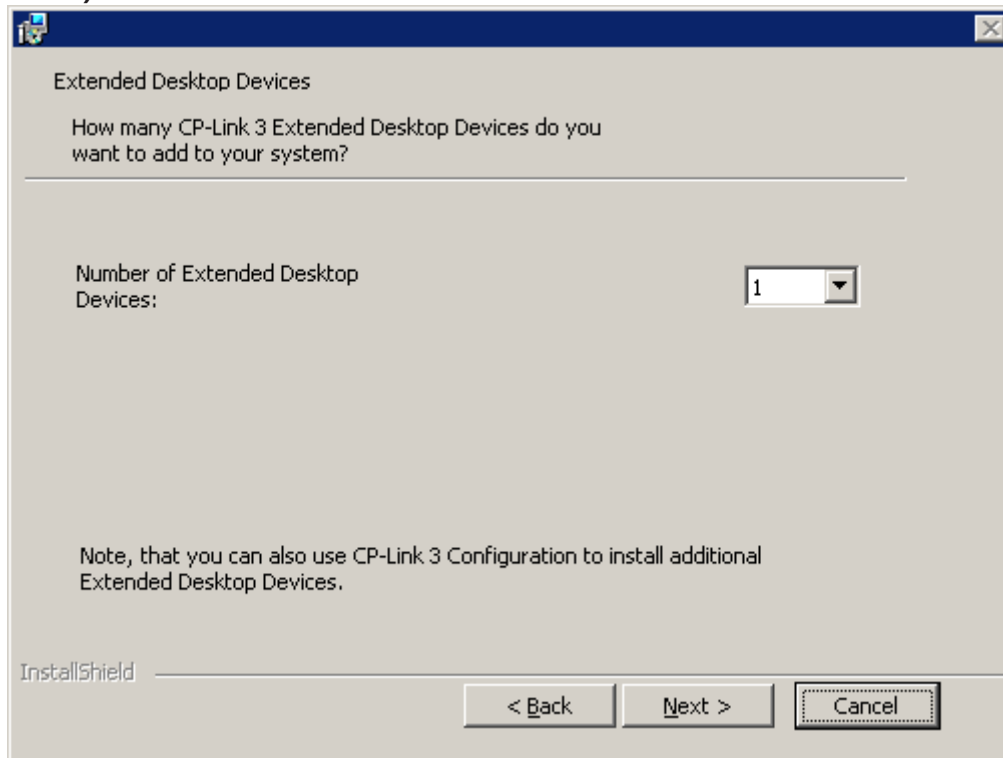 Extended Desktop Devices
How many CP-Link 3 Extended Desktop Devices do you
want to add to your system?
Number of Extended Desktop
Devices:
1
Note, that you can also use CP-Link 3 Configuration to install additional
Extended Desktop Devices.
InstallShield
< Back
Next >
Cancel